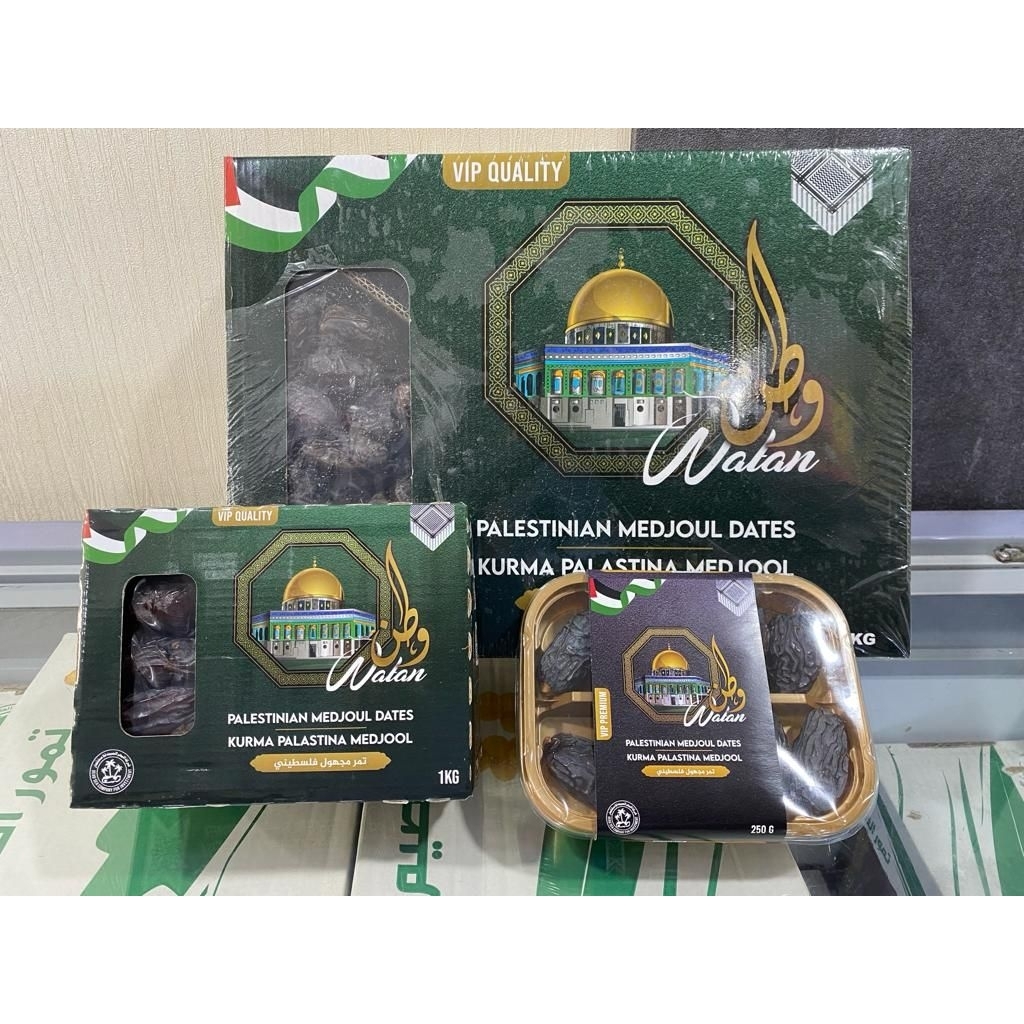 VIP QUALITY
وطن
Watan
PALESTINIAN MEDJOUL DATES
KURMA PALASTINA MEDJOOL
KG
VIP QUALITY
وطن
Watan
PALESTINIAN MEDJOUL DATES
KURMA PALASTINA MEDJOOL
تمر مجهول فلسطيني
1KG
VIP PREMIUM
وطن
Watan
PALESTINIAN MEDJOUL DATES
KURMA PALASTINA MEDJOOL
تمر مجهول فلسطيني
250 G
تمور